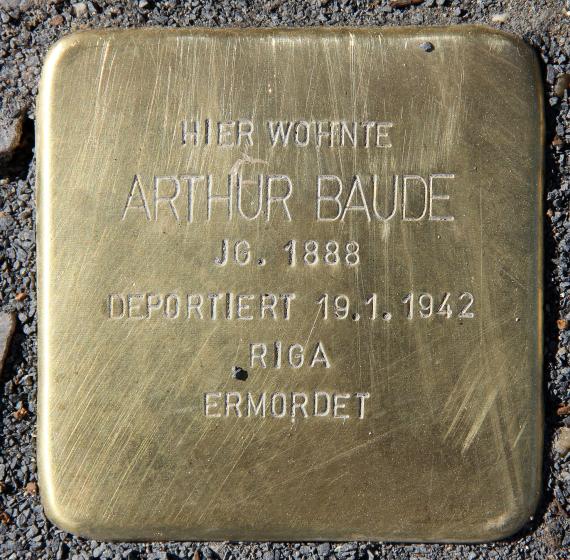 HIER WOHNTE
ARTHUR BAUDE
JG. 1888
DEPORTIERT 19.1.1942
RIGA
ERMORDET